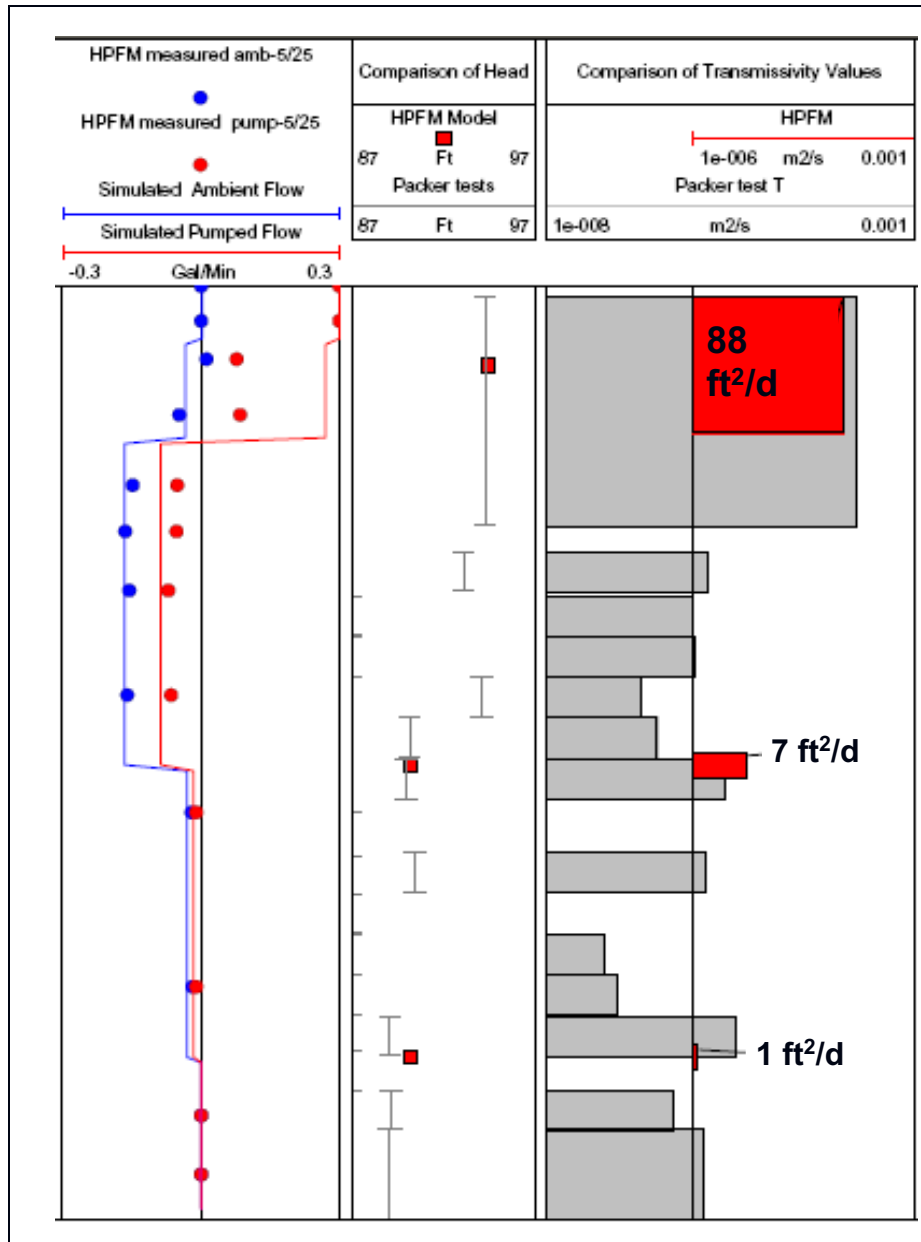 HPFM measured amb-5/25
HPFM measured pump-5/25
Simulated Ambient Flow
Simulated Pumped Flow
-0.3 Gal/Min 0.3
Comparison of Head
HPFM Model
87 Ft 97
Packer tests
87 Ft 97
Comparison of Transmissivity Values
HPFM
1e-006 m2/s 0.001
Packer test T
1e-008 m2/s 0.001
88
ft²/d
7 ft²/d
1 ft²/d